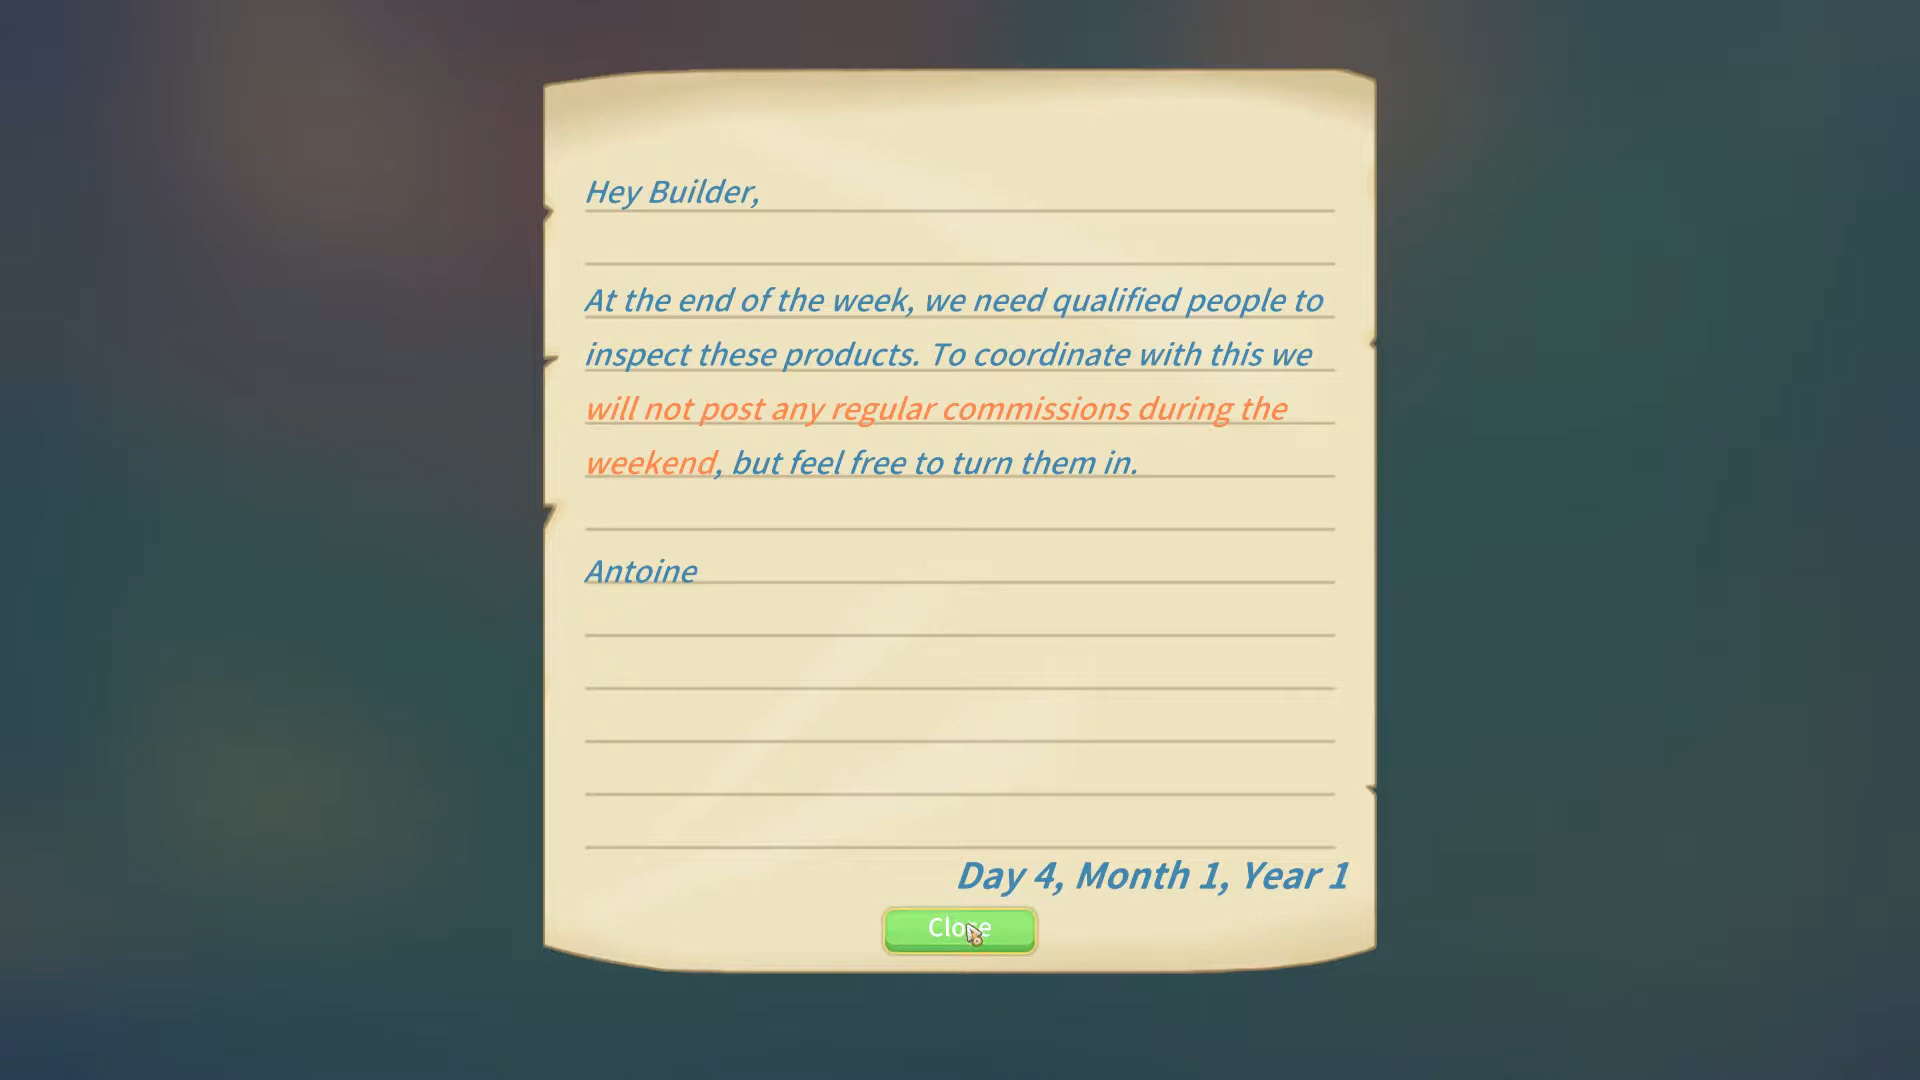 Hey Builder,
At the end of the week, we need qualified people to
inspect these products. To coordinate with this we
will not post any regular commissions during the
weekend, but feel free to turn them in.
Antoine
Day 4, Month 1, Year 1
Close